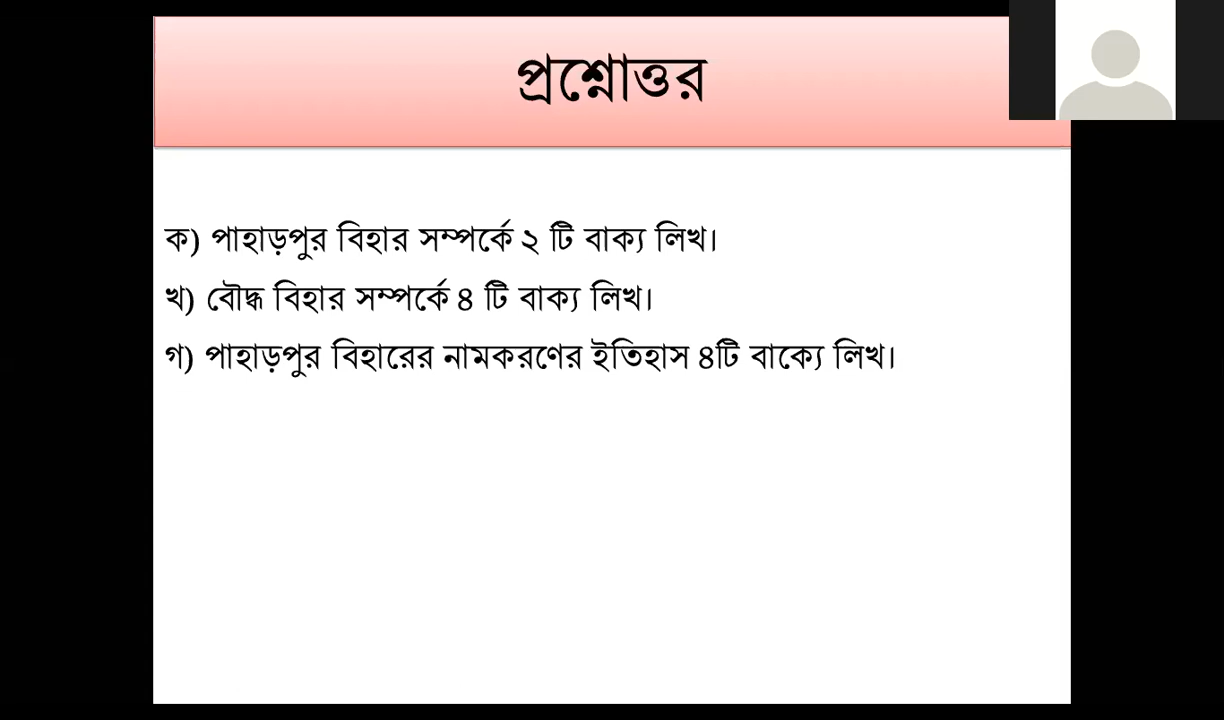 প্রশ্নোত্তর
ক) পাহাড়পুর বিহার সম্পর্কে ২ টি বাক্য লিখ।
খ) বৌদ্ধ বিহার সম্পর্কে ৪ টি বাক্য লিখ।
গ) পাহাড়পুর বিহারের নামকরণের ইতিহাস ৪টি বাক্যে লিখ।